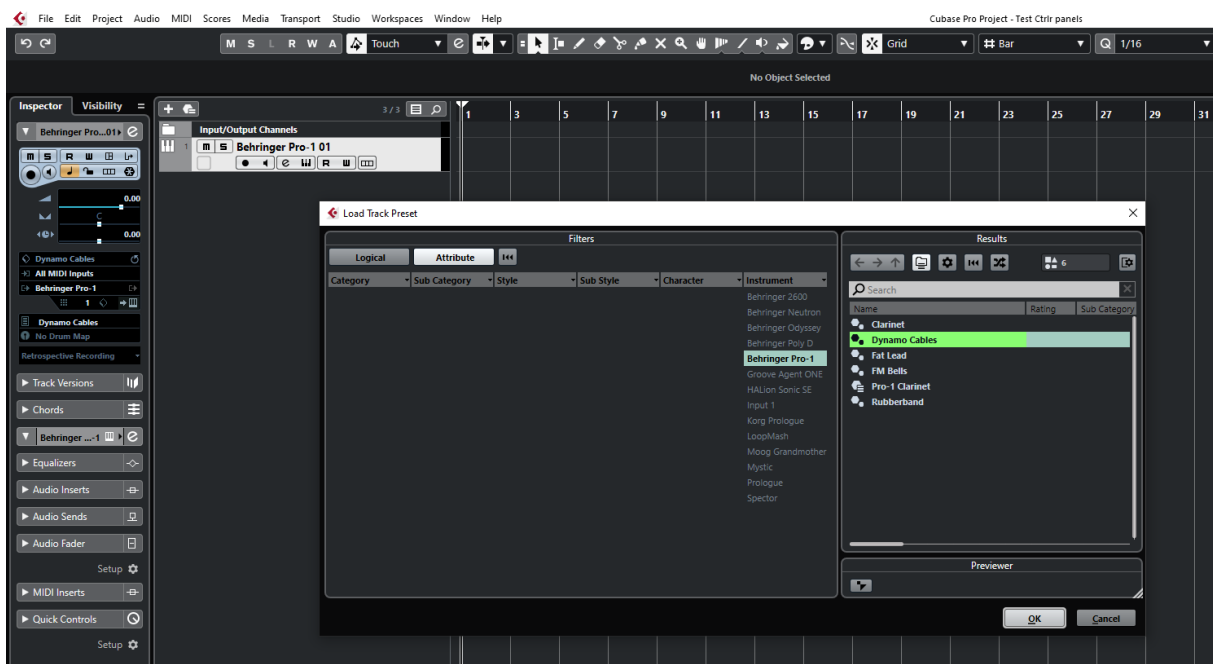 File Edit Project Audio MIDI Scores Media Transport Studio Workspaces Window Help
Cubase Pro Project - Test Ctrlr panels
M S L R W A Touch Grid Bar Q 1/16
No Object Selected
Inspector Visibility
3 / 3
1 3 5 7 9 11 13 15 17 19 21 23 25 27 29 31
Behringer Pro...01
Input/Output Channels
1 m S Behringer Pro-1 01
R W
m S R W
0.00
C
0.00
Dynamo Cables
All MIDI Inputs
Behringer Pro-1
1
Dynamo Cables
No Drum Map
Retrospective Recording
Track Versions
Chords
Behringer ...-1
Equalizers
Audio Inserts
Audio Sends
Audio Fader
Setup
MIDI Inserts
Quick Controls
Setup
Load Track Preset
Filters
Logical Attribute
Category Sub Category Style Sub Style Character Instrument
Behringer 2600
Behringer Neutron
Behringer Odyssey
Behringer Poly D
Behringer Pro-1
Groove Agent ONE
HALion Sonic SE
Input 1
Korg Prologue
LoopMash
Moog Grandmother
Mystic
Prologue
Spector
Results
6
Search
Name Rating Sub Category
Clarinet
Dynamo Cables
Fat Lead
FM Bells
Pro-1 Clarinet
Rubberband
Previewer
OK Cancel